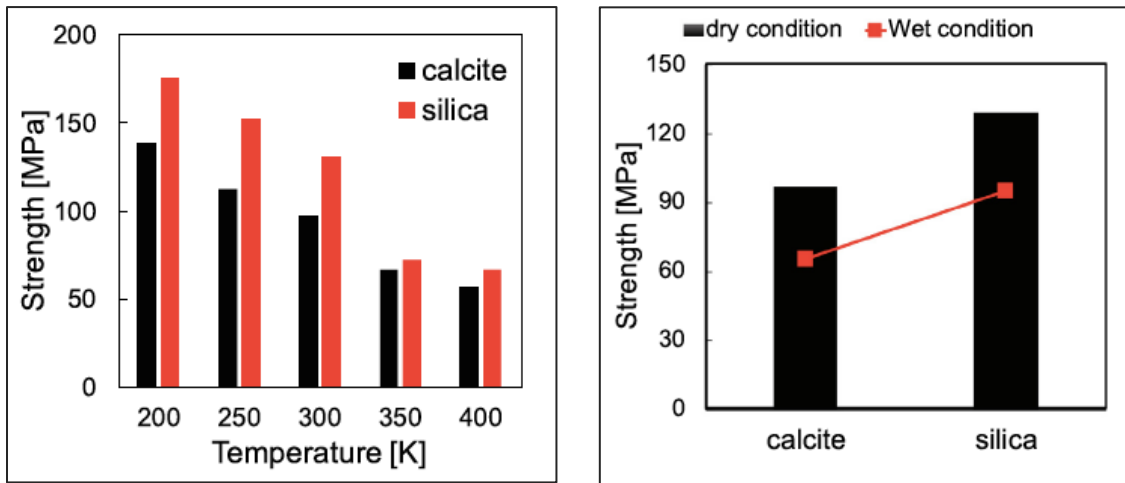 200
150
100
50
0
Strength [MPa]
calcite
silica
200 250 300 350 400
Temperature [K]
dry condition Wet condition
150
120
90
60
30
0
Strength [MPa]
calcite silica